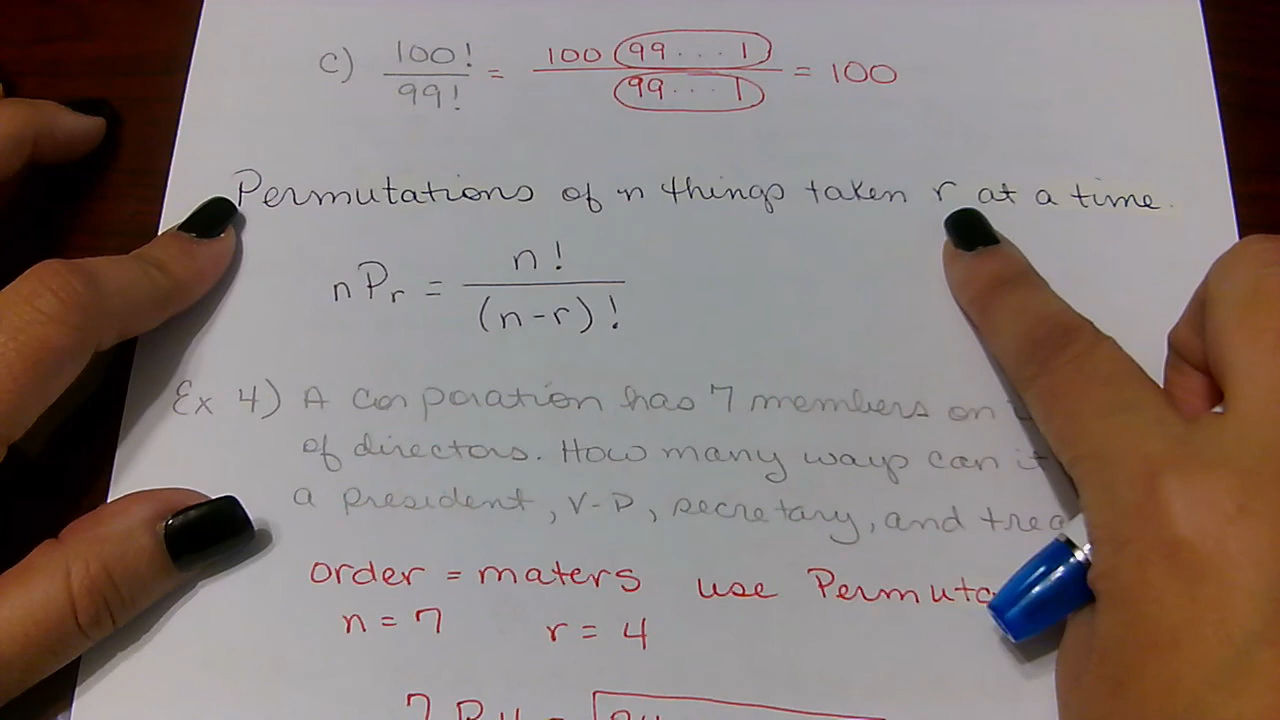 c) 100! / 99! = 100 (99 . . . 1) / (99 . . . 1) = 100
Permutations of n things taken r at a time.
nPr = n! / (n-r)!
Ex 4) A corporation has 7 members on
of directors. How many ways can it
a president, V-P, secretary, and trea
order = maters use Permuta
n = 7 r = 4